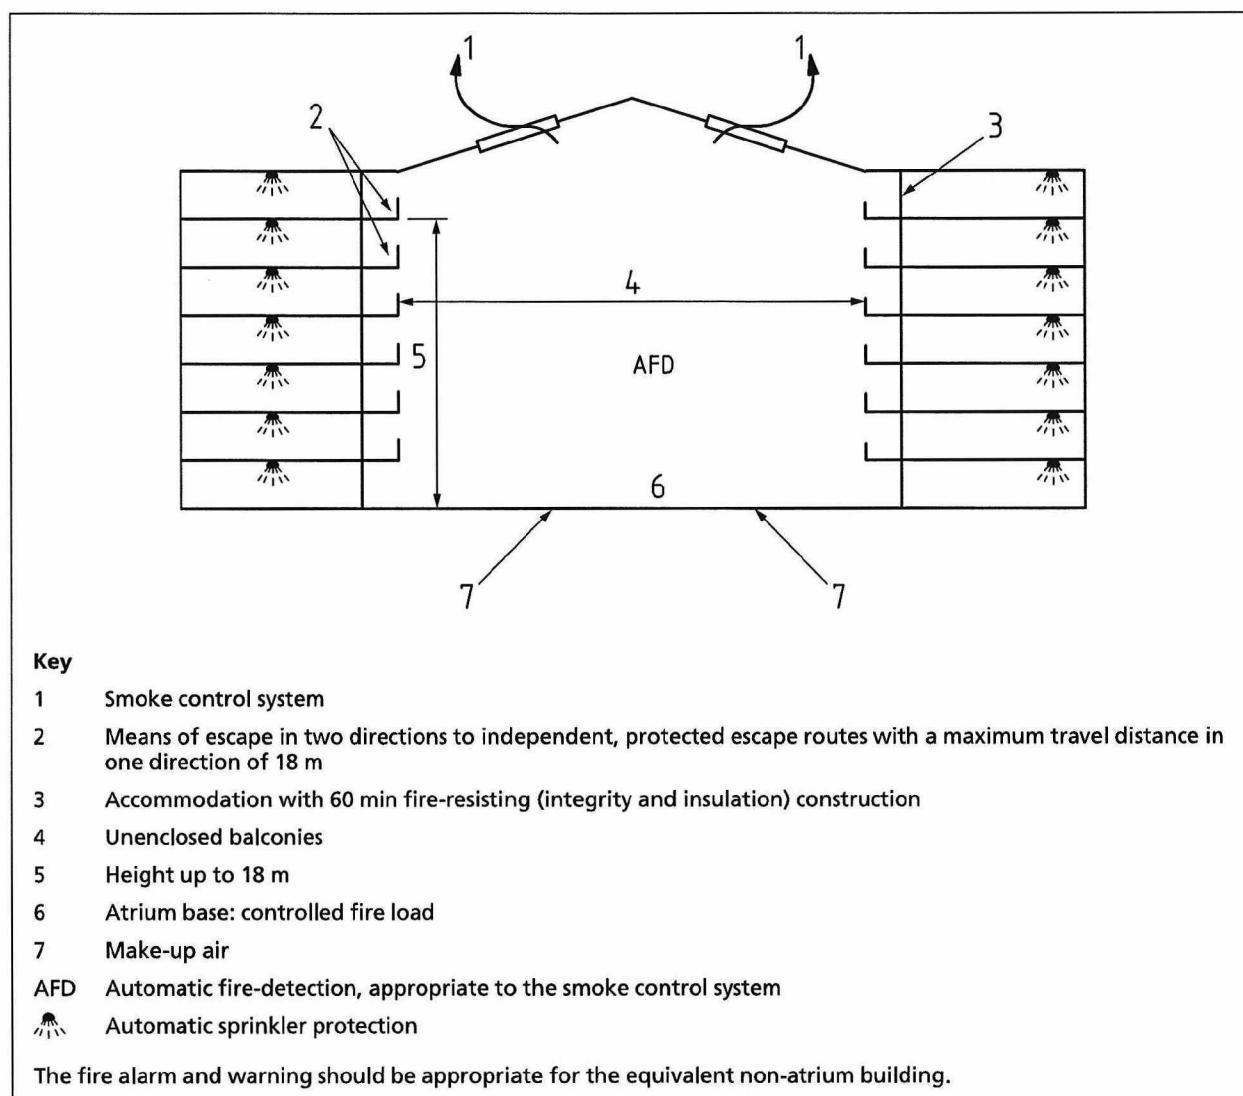 1 1
2
3
4
5
AFD
6
7 7
Key
1 Smoke control system
2 Means of escape in two directions to independent, protected escape routes with a maximum travel distance in
one direction of 18 m
3 Accommodation with 60 min fire-resisting (integrity and insulation) construction
4 Unenclosed balconies
5 Height up to 18 m
6 Atrium base: controlled fire load
7 Make-up air
AFD Automatic fire-detection, appropriate to the smoke control system
Automatic sprinkler protection
The fire alarm and warning should be appropriate for the equivalent non-atrium building.